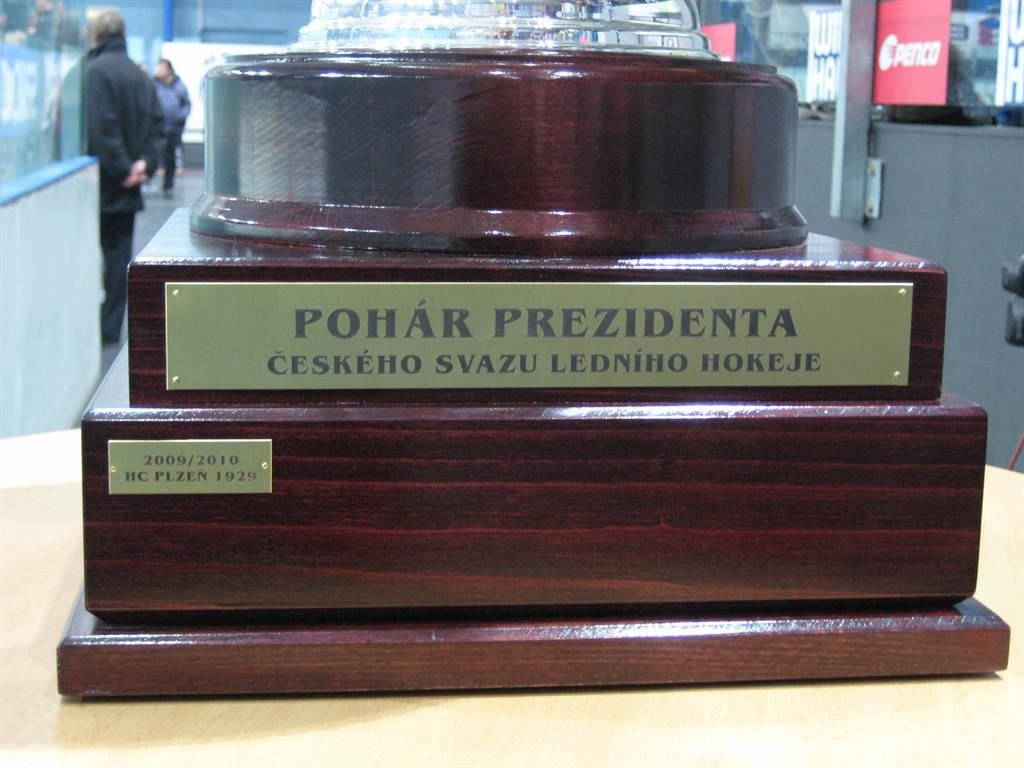 PENCO
POHÁR PREZIDENTA
ČESKÉHO SVAZU LEDNÍHO HOKEJE
2009/2010
HC PLZEŇ 1929